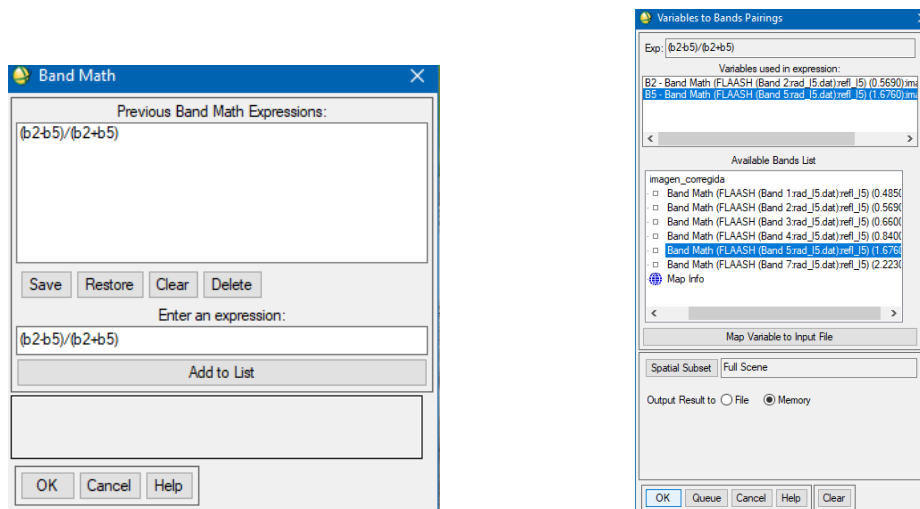 Band Math
Previous Band Math Expressions:
(b2-b5)/(b2+b5)
Save Restore Clear Delete
Enter an expression:
(b2-b5)/(b2+b5)
Add to List
OK Cancel Help
Variables to Bands Pairings
Exp: (b2-b5)/(b2+b5)
Variables used in expression:
B2 - Band Math (FLAASH (Band 2:rad_l5.dat):refl_l5) (0.5690):ima
B5 - Band Math (FLAASH (Band 5:rad_l5.dat):refl_l5) (1.6760):ima
Available Bands List
imagen_corregida
Band Math (FLAASH (Band 1:rad_l5.dat):refl_l5) (0.4850
Band Math (FLAASH (Band 2:rad_l5.dat):refl_l5) (0.5690
Band Math (FLAASH (Band 3:rad_l5.dat):refl_l5) (0.6600
Band Math (FLAASH (Band 4:rad_l5.dat):refl_l5) (0.8400
Band Math (FLAASH (Band 5:rad_l5.dat):refl_l5) (1.6760
Band Math (FLAASH (Band 7:rad_l5.dat):refl_l5) (2.2230
Map Info
Map Variable to Input File
Spatial Subset Full Scene
Output Result to File Memory
OK Queue Cancel Help Clear